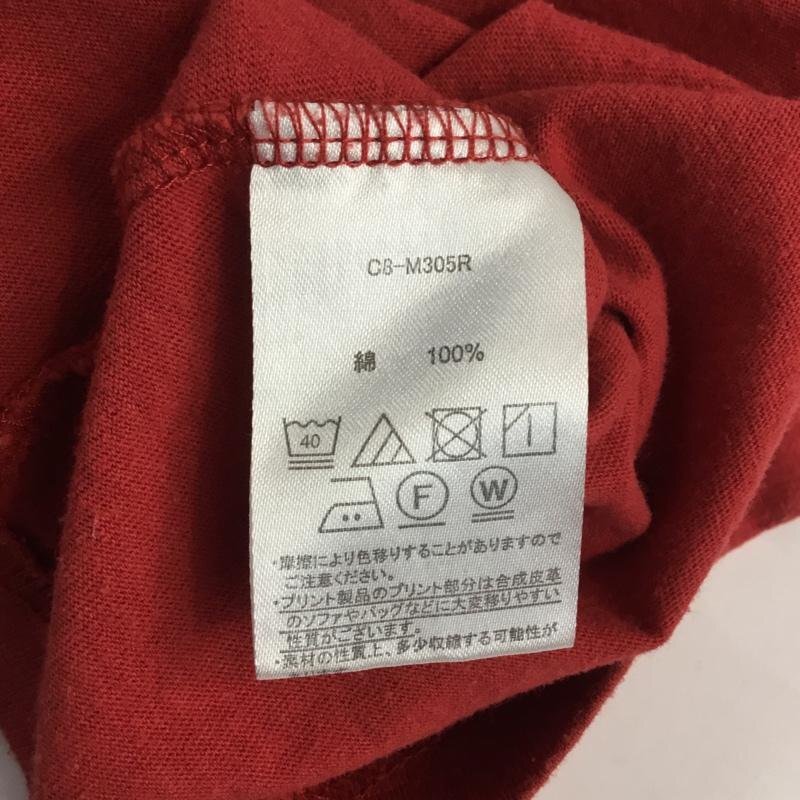 C8-M305R
綿 100%
40
F W
・摩擦により色移りすることがありますので
ご注意ください。
・プリント製品のプリント部分は合成皮革
のソファやバッグなどに大変移りやすい
性質がございます。
・素材の性質上、多少収縮する可能性が